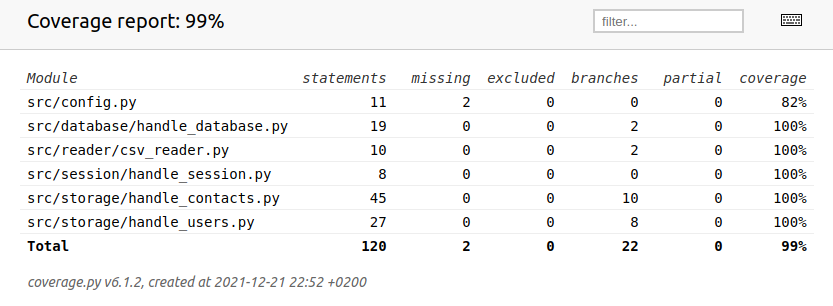 Coverage report: 99%
filter...
Module statements missing excluded branches partial coverage
src/config.py 11 2 0 0 0 82%
src/database/handle_database.py 19 0 0 2 0 100%
src/reader/csv_reader.py 10 0 0 2 0 100%
src/session/handle_session.py 8 0 0 0 0 100%
src/storage/handle_contacts.py 45 0 0 10 0 100%
src/storage/handle_users.py 27 0 0 8 0 100%
Total 120 2 0 22 0 99%
coverage.py v6.1.2, created at 2021-12-21 22:52 +0200